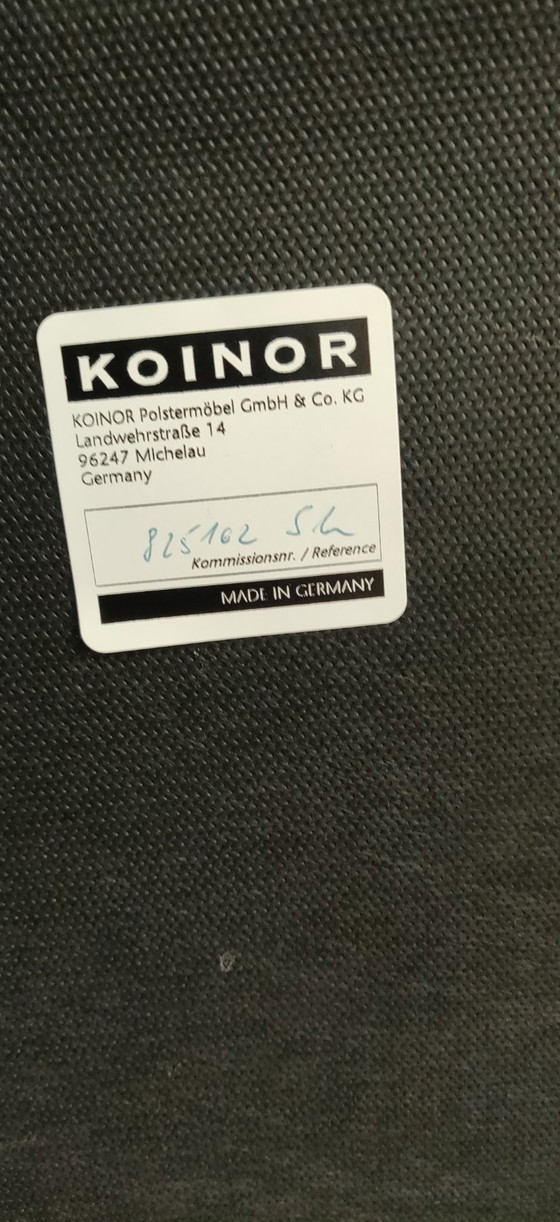 KOINOR
KOINOR Polstermöbel GmbH & Co. KG
Landwehrstraße 14
96247 Michelau
Germany
825162
Kommissionsnr. / Reference
MADE IN GERMANY